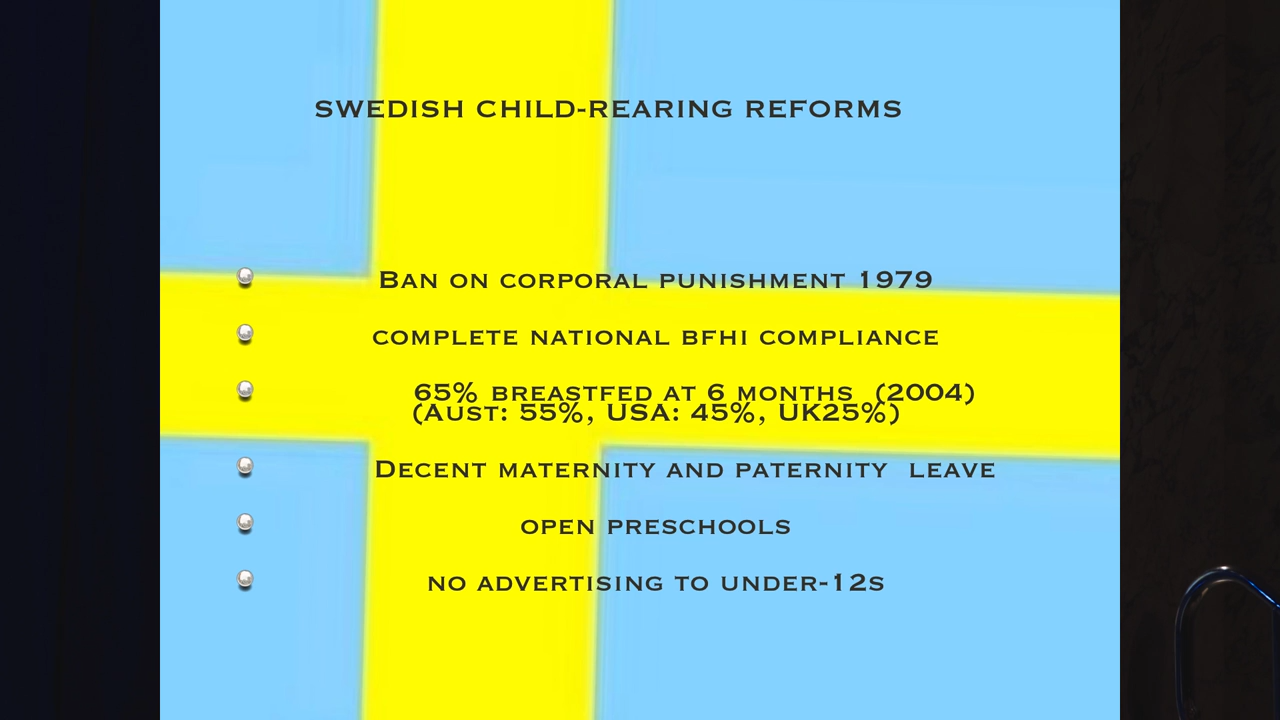 SWEDISH CHILD-REARING REFORMS
BAN ON CORPORAL PUNISHMENT 1979
COMPLETE NATIONAL BFHI COMPLIANCE
65% BREASTFED AT 6 MONTHS (2004)
(AUST: 55%, USA: 45%, UK25%)
DECENT MATERNITY AND PATERNITY LEAVE
OPEN PRESCHOOLS
NO ADVERTISING TO UNDER-12S